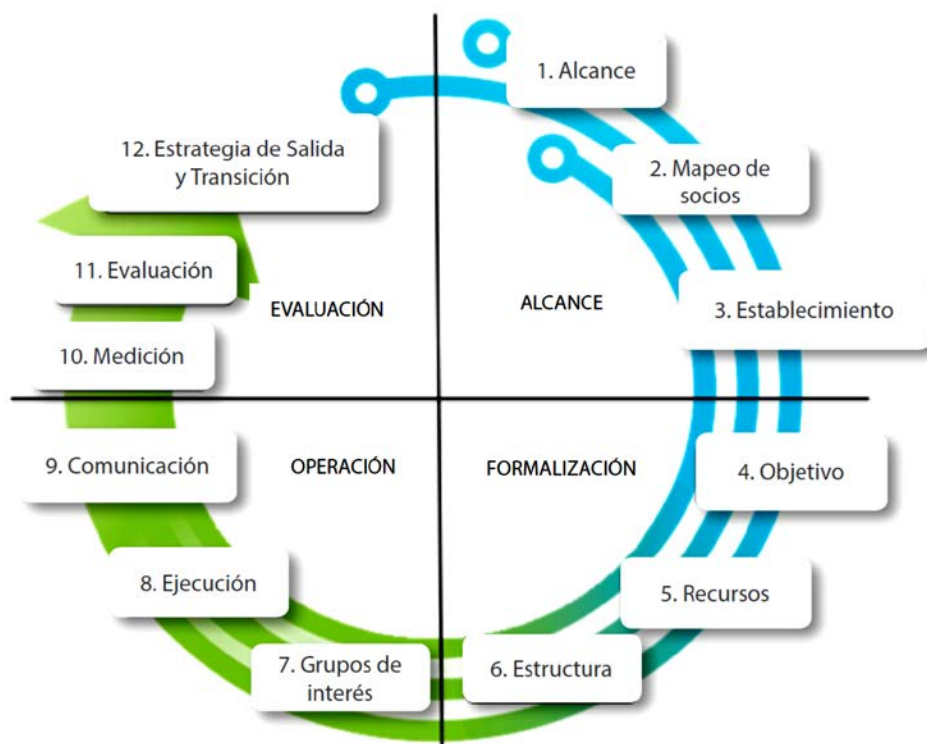 1. Alcance
2. Mapeo de
socios
3. Establecimiento
4. Objetivo
5. Recursos
6. Estructura
7. Grupos de
interés
8. Ejecución
9. Comunicación
10. Medición
11. Evaluación
12. Estrategia de Salida
y Transición
EVALUACIÓN
ALCANCE
OPERACIÓN
FORMALIZACIÓN